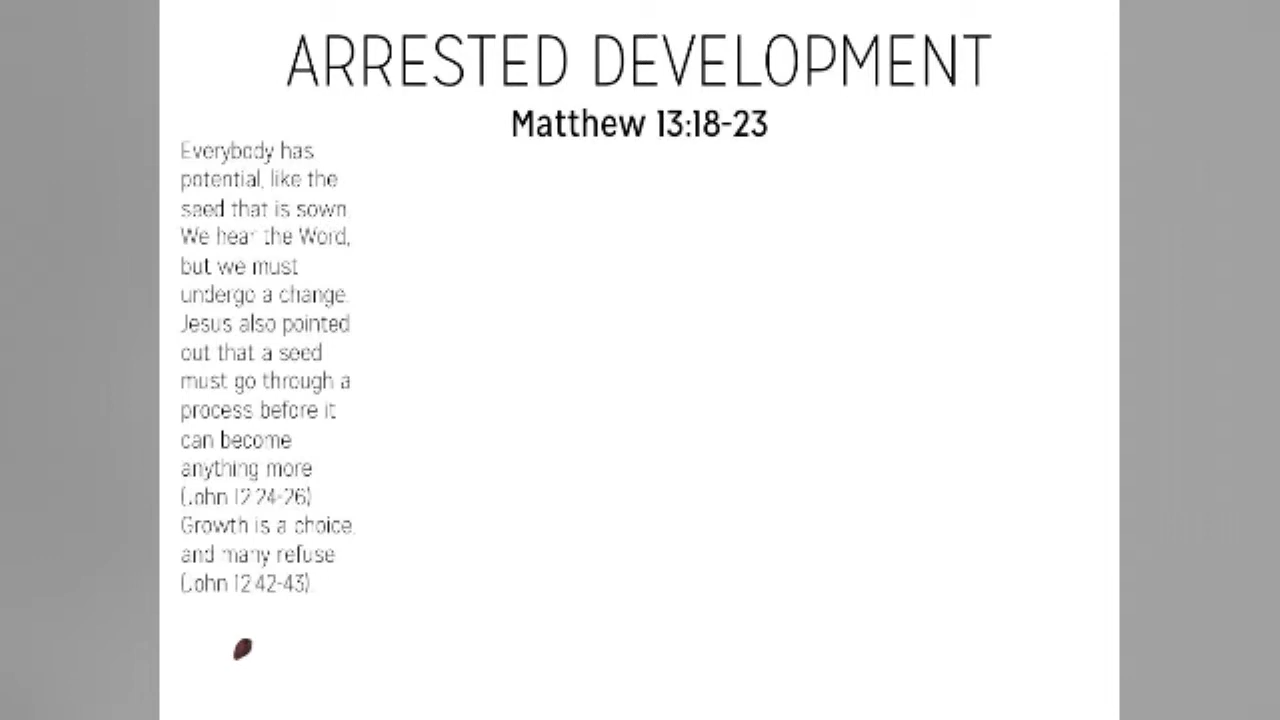 ARRESTED DEVELOPMENT
Matthew 13:18-23
Everybody has
potential, like the
seed that is sown.
We hear the Word,
but we must
undergo a change.
Jesus also pointed
out that a seed
must go through a
process before it
can become
anything more
(John 12:24-26).
Growth is a choice,
and many refuse
(John 12:42-43).